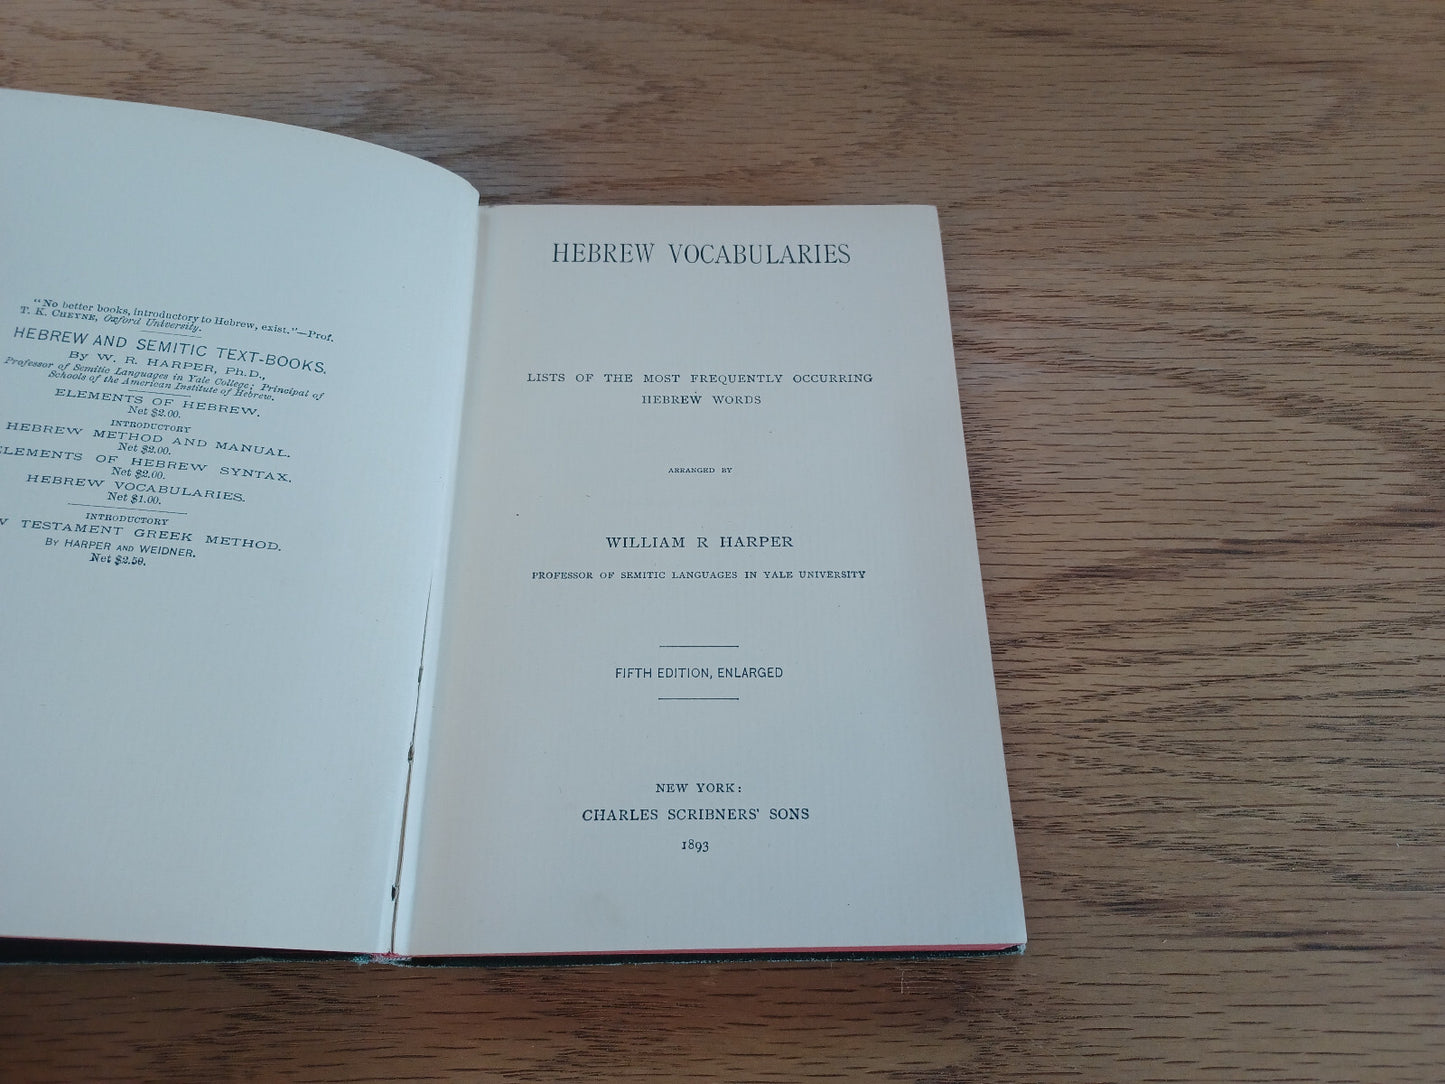 "No better books, introductory to Hebrew, exist."—Prof.
T. K. CHEYNE, Oxford University.
HEBREW AND SEMITIC TEXT-BOOKS.
By W. R. HARPER, PH.D.,
Professor of Semitic Languages in Yale College; Principal of
Schools of the American Institute of Hebrew.
ELEMENTS OF HEBREW.
Net $2.00.
INTRODUCTORY
HEBREW METHOD AND MANUAL.
Net $2.00.
ELEMENTS OF HEBREW SYNTAX.
Net $2.00.
HEBREW VOCABULARIES.
Net $1.00.
INTRODUCTORY
TESTAMENT GREEK METHOD.
BY HARPER AND WEIDNER.
Net $2.50.
HEBREW VOCABULARIES
LISTS OF THE MOST FREQUENTLY OCCURRING
HEBREW WORDS
ARRANGED BY
WILLIAM R HARPER
PROFESSOR OF SEMITIC LANGUAGES IN YALE UNIVERSITY
FIFTH EDITION, ENLARGED
NEW YORK:
CHARLES SCRIBNERS' SONS
1893